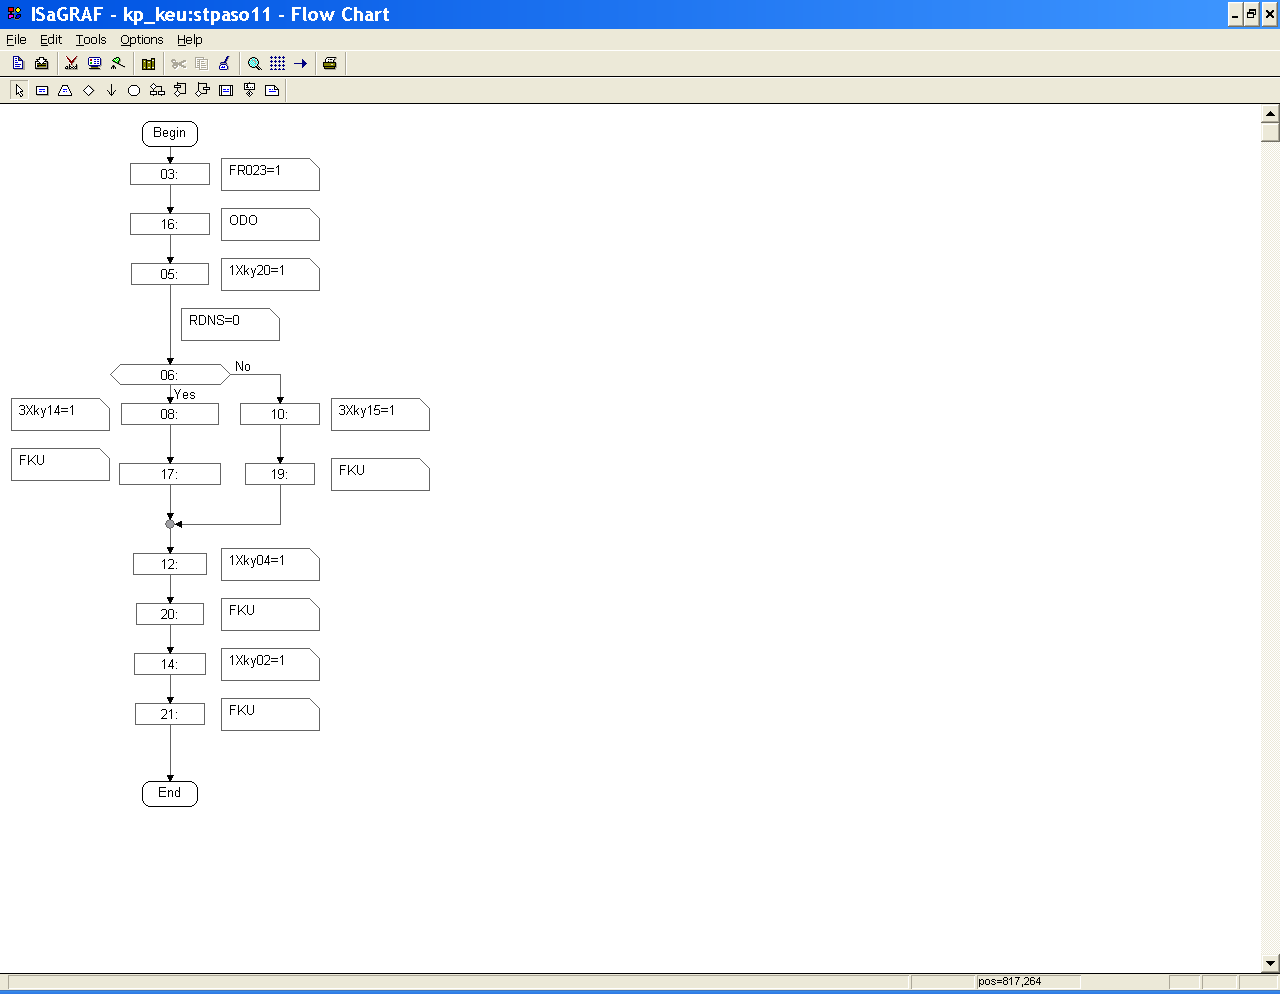 ISaGRAF - kp_keu:stpaso11 - Flow Chart
File Edit Tools Options Help
Begin
03: FR023=1
16: ODO
05: 1Xky20=1
RDNS=0
06: No
Yes
3Xky14=1 08: 10: 3Xky15=1
FKU 17: 19: FKU
12: 1Xky04=1
20: FKU
14: 1Xky02=1
21: FKU
End
pos=817,264